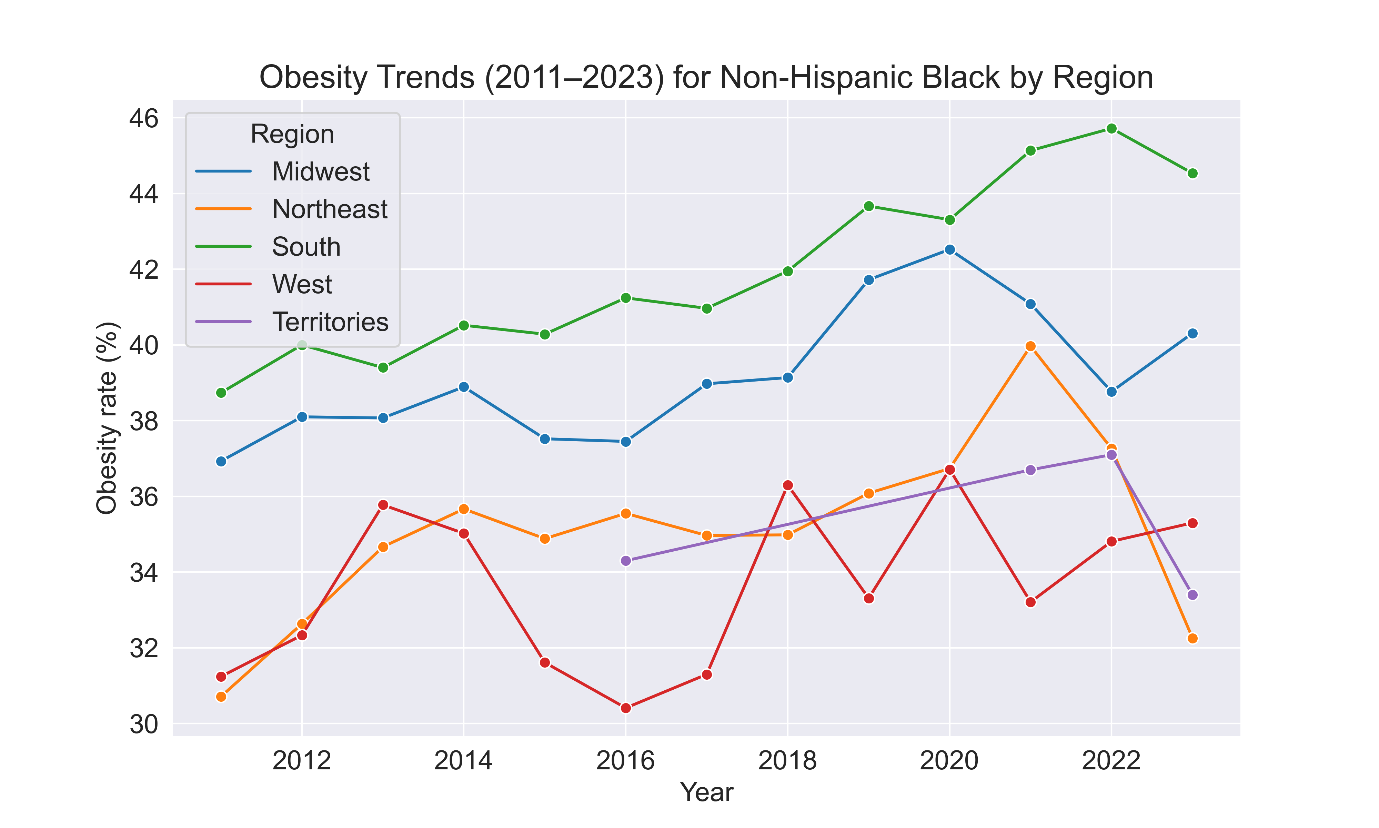 Obesity Trends (2011–2023) for Non-Hispanic Black by Region
Region
Midwest
Northeast
South
West
Territories
Obesity rate (%)
46
44
42
40
38
36
34
32
30
2012 2014 2016 2018 2020 2022
Year